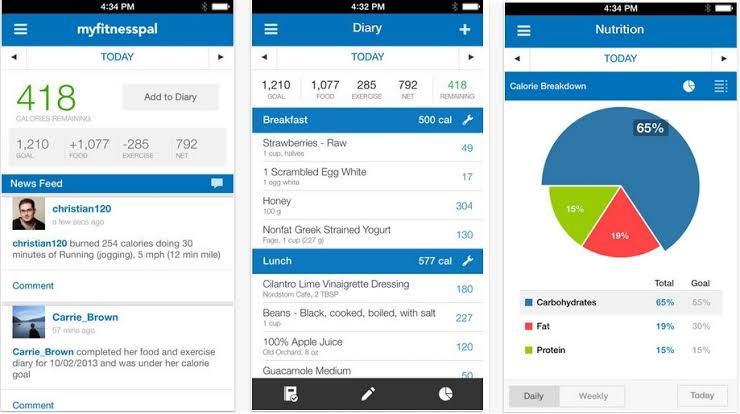 4:34 PM
myfitnesspal
TODAY
418
CALORIES REMAINING
Add to Diary
1,210 +1,077 -285 792
GOAL FOOD EXERCISE NET
News Feed
christian120
a few secs ago
christian120 burned 254 calories doing 30
minutes of Running (jogging), 5 mph (12 min mile)
Comment
Carrie_Brown
57 mins ago
Carrie_Brown completed her food and exercise
diary for 10/02/2013 and was under her calorie
goal
Comment
4:32 PM
Diary
TODAY
1,210 1,077 285 792 418
GOAL FOOD EXERCISE NET REMAINING
Breakfast 500 cal
Strawberries - Raw
1 cup, halves
49
1 Scrambled Egg White
1 egg white
17
Honey
100 g
304
Nonfat Greek Strained Yogurt
Fage, 1 cup (227 g)
130
Lunch 577 cal
Cilantro Lime Vinaigrette Dressing
Nordstom Café, 2 TBSP
180
Beans - Black, cooked, boiled, with salt
1 cup
227
100% Apple Juice
Old Orchard, 8 oz
120
Guacamole Medium
50
4:34 PM
Nutrition
TODAY
Calorie Breakdown
65%
15%
19%
Total Goal
Carbohydrates 65% 55%
Fat 19% 30%
Protein 15% 15%
Daily Weekly Today